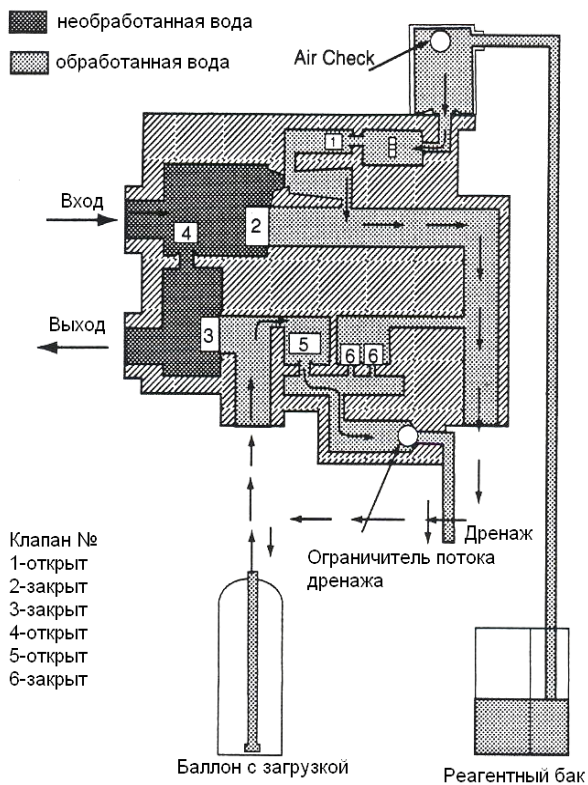 необработанная вода
обработанная вода
Air Check
1
Вход
2
4
Выход
3
5
6 6
Дренаж
Ограничитель потока
дренажа
Клапан №
1-открыт
2-закрыт
3-закрыт
4-открыт
5-открыт
6-закрыт
Баллон с загрузкой
Реагентный бак